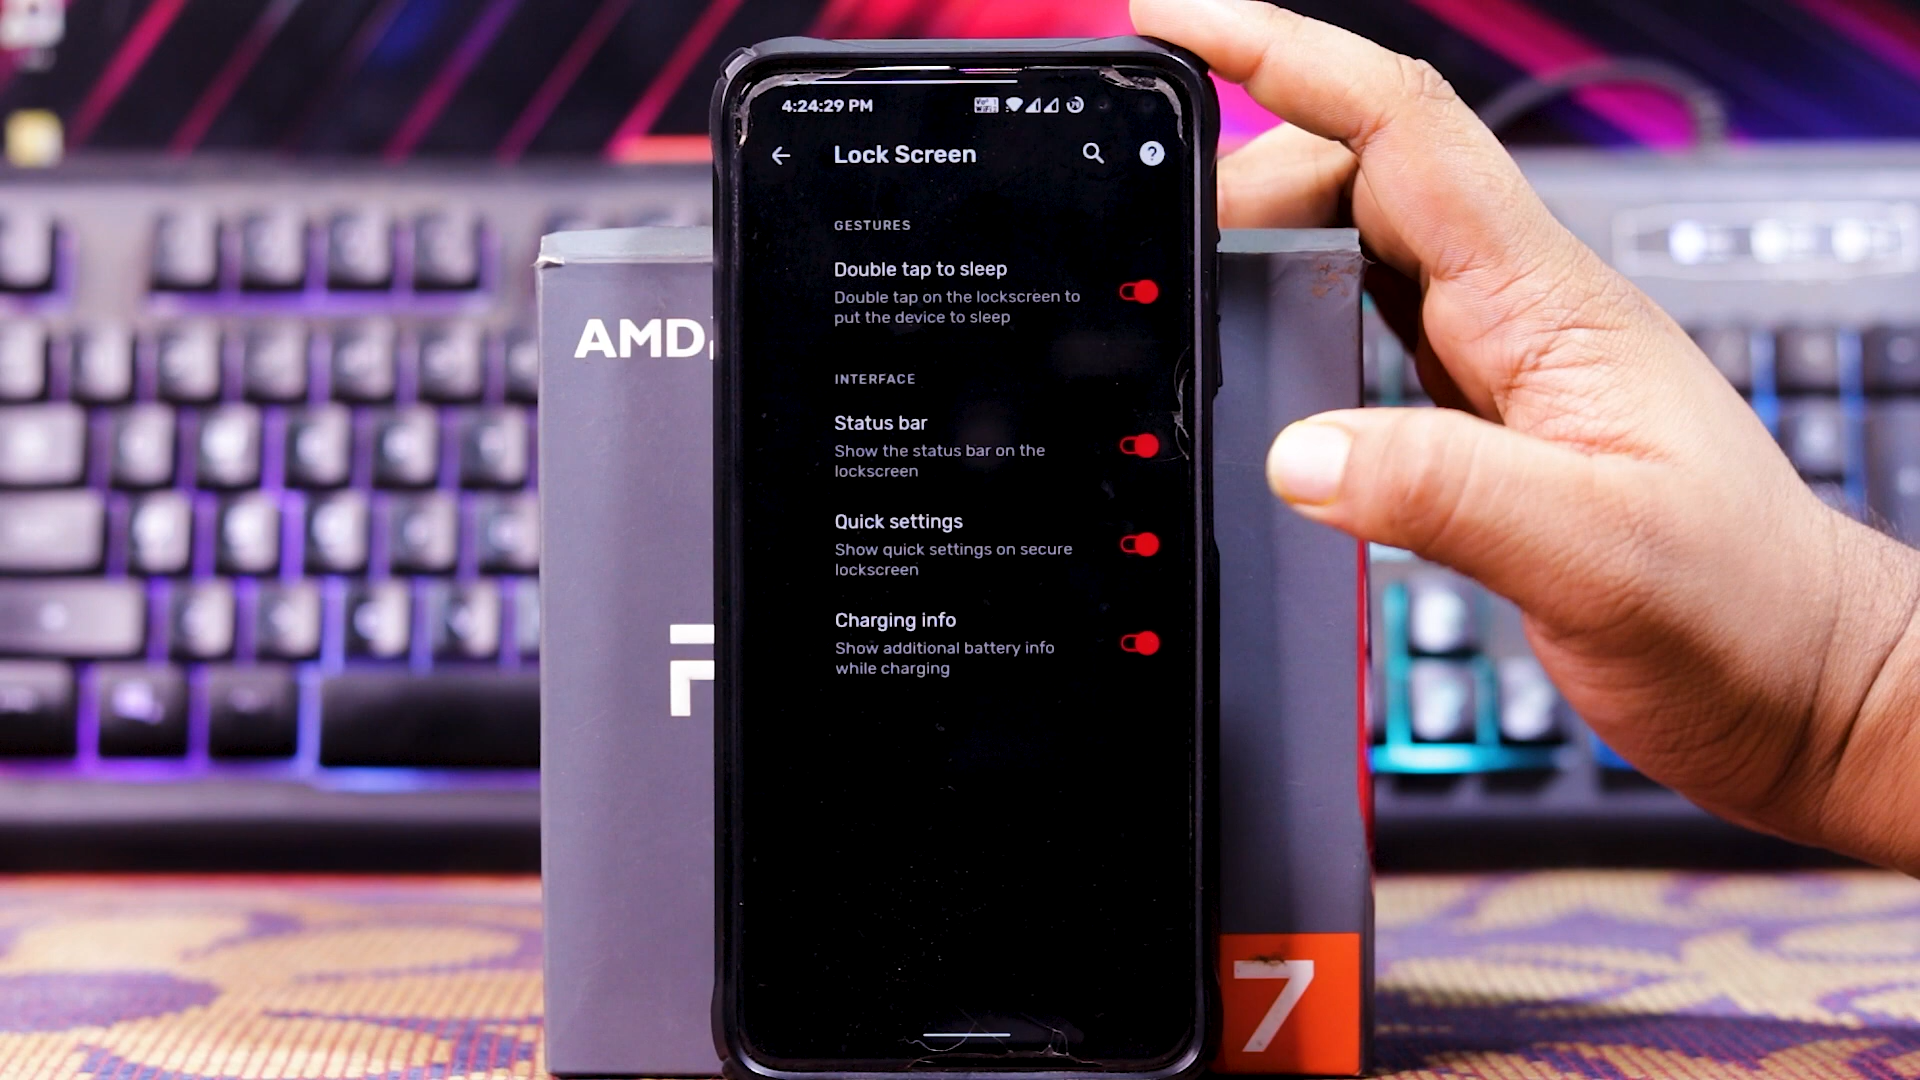 4:24:29 PM
Lock Screen
GESTURES
Double tap to sleep
Double tap on the lockscreen to
put the device to sleep
INTERFACE
Status bar
Show the status bar on the
lockscreen
Quick settings
Show quick settings on secure
lockscreen
Charging info
Show additional battery info
while charging
AMD
7